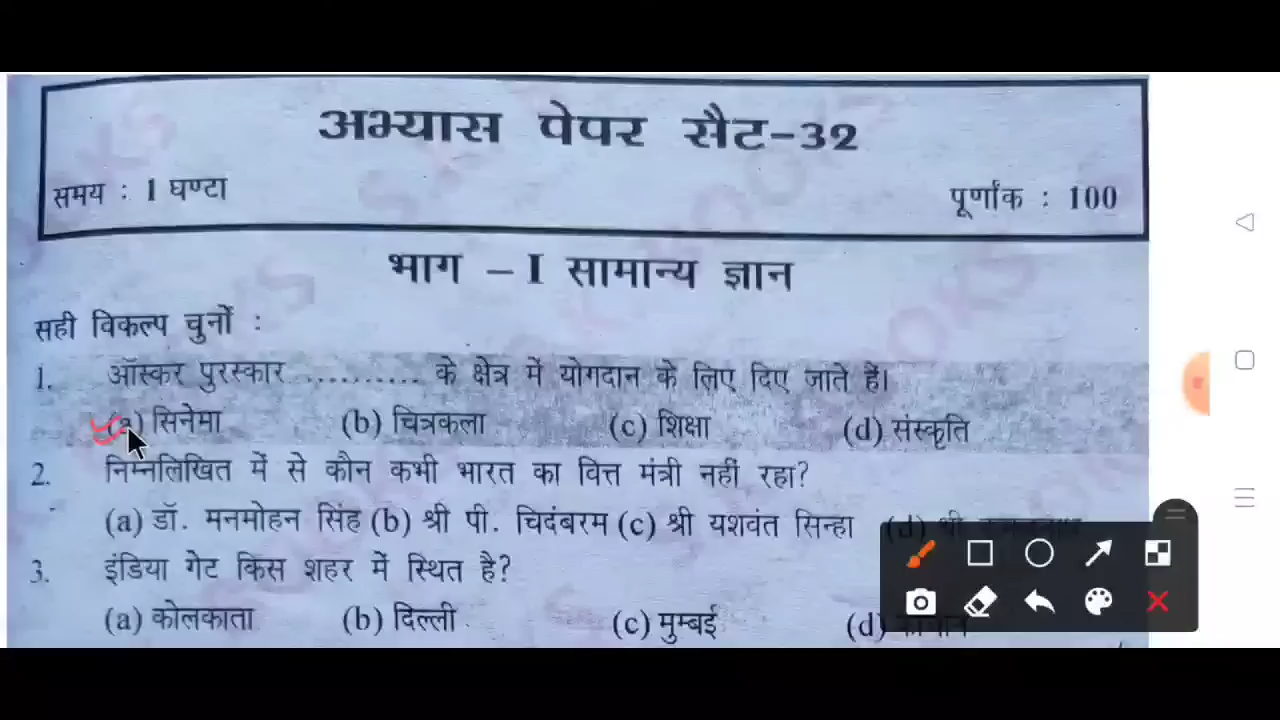 अभ्यास पेपर सैट-32
समय : 1 घण्टा पूर्णांक : 100
भाग - I सामान्य ज्ञान
सही विकल्प चुनों :
1. ऑस्कर पुरस्कार .......... के क्षेत्र में योगदान के लिए दिए जाते हैं।
(a) सिनेमा (b) चित्रकला (c) शिक्षा (d) संस्कृति
2. निम्नलिखित में से कौन कभी भारत का वित्त मंत्री नहीं रहा?
(a) डॉ. मनमोहन सिंह (b) श्री पी. चिदंबरम (c) श्री यशवंत सिन्हा (d) श्री
3. इंडिया गेट किस शहर में स्थित है?
(a) कोलकाता (b) दिल्ली (c) मुम्बई (d)